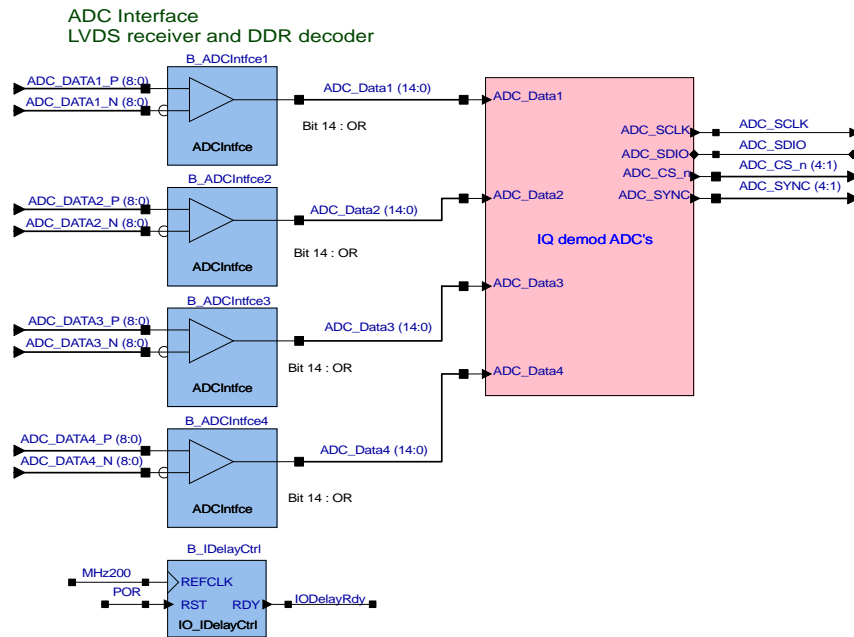 ADC Interface
LVDS receiver and DDR decoder
B_ADCIntfce1
ADC_DATA1_P (8:0)
ADC_DATA1_N (8:0)
ADCIntfce
ADC_Data1 (14:0)
Bit 14 : OR
B_ADCIntfce2
ADC_DATA2_P (8:0)
ADC_DATA2_N (8:0)
ADCIntfce
ADC_Data2 (14:0)
Bit 14 : OR
B_ADCIntfce3
ADC_DATA3_P (8:0)
ADC_DATA3_N (8:0)
ADCIntfce
ADC_Data3 (14:0)
Bit 14 : OR
B_ADCIntfce4
ADC_DATA4_P (8:0)
ADC_DATA4_N (8:0)
ADCIntfce
ADC_Data4 (14:0)
Bit 14 : OR
ADC_Data1
ADC_Data2
ADC_Data3
ADC_Data4
IQ demod ADC's
ADC_SCLK
ADC_SDIO
ADC_CS_n
ADC_SYNC
ADC_SCLK
ADC_SDIO
ADC_CS_n (4:1)
ADC_SYNC (4:1)
B_IDelayCtrl
MHz200
POR
REFCLK
RST
RDY
IODelayRdy
IO_IDelayCtrl